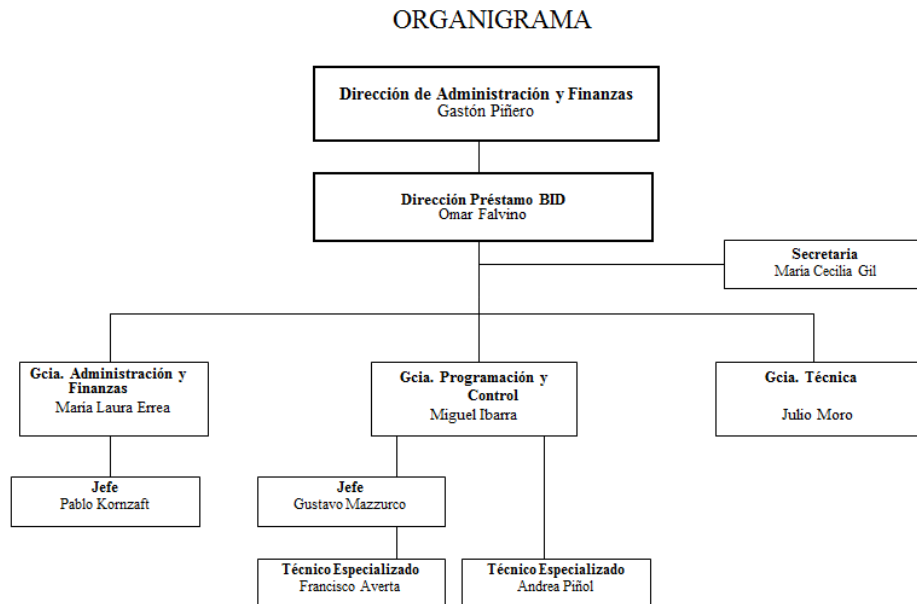 ORGANIGRAMA
Dirección de Administración y Finanzas
Gastón Piñero
Dirección Préstamo BID
Omar Falvino
Secretaria
Maria Cecilia Gil
Gcia. Administración y
Finanzas
Maria Laura Errea
Gcia. Programación y
Control
Miguel Ibarra
Gcia. Técnica
Julio Moro
Jefe
Pablo Kornzaft
Jefe
Gustavo Mazzurco
Técnico Especializado
Francisco Averta
Técnico Especializado
Andrea Piñol